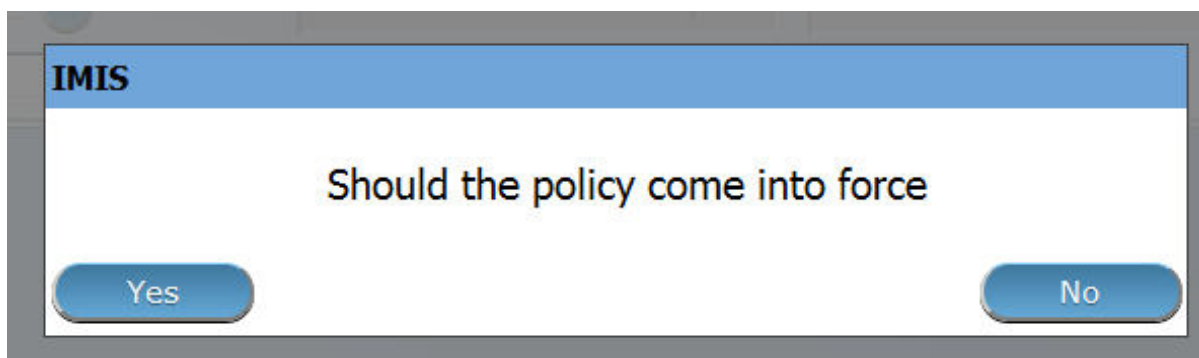 IMIS
Should the policy come into force
Yes
No